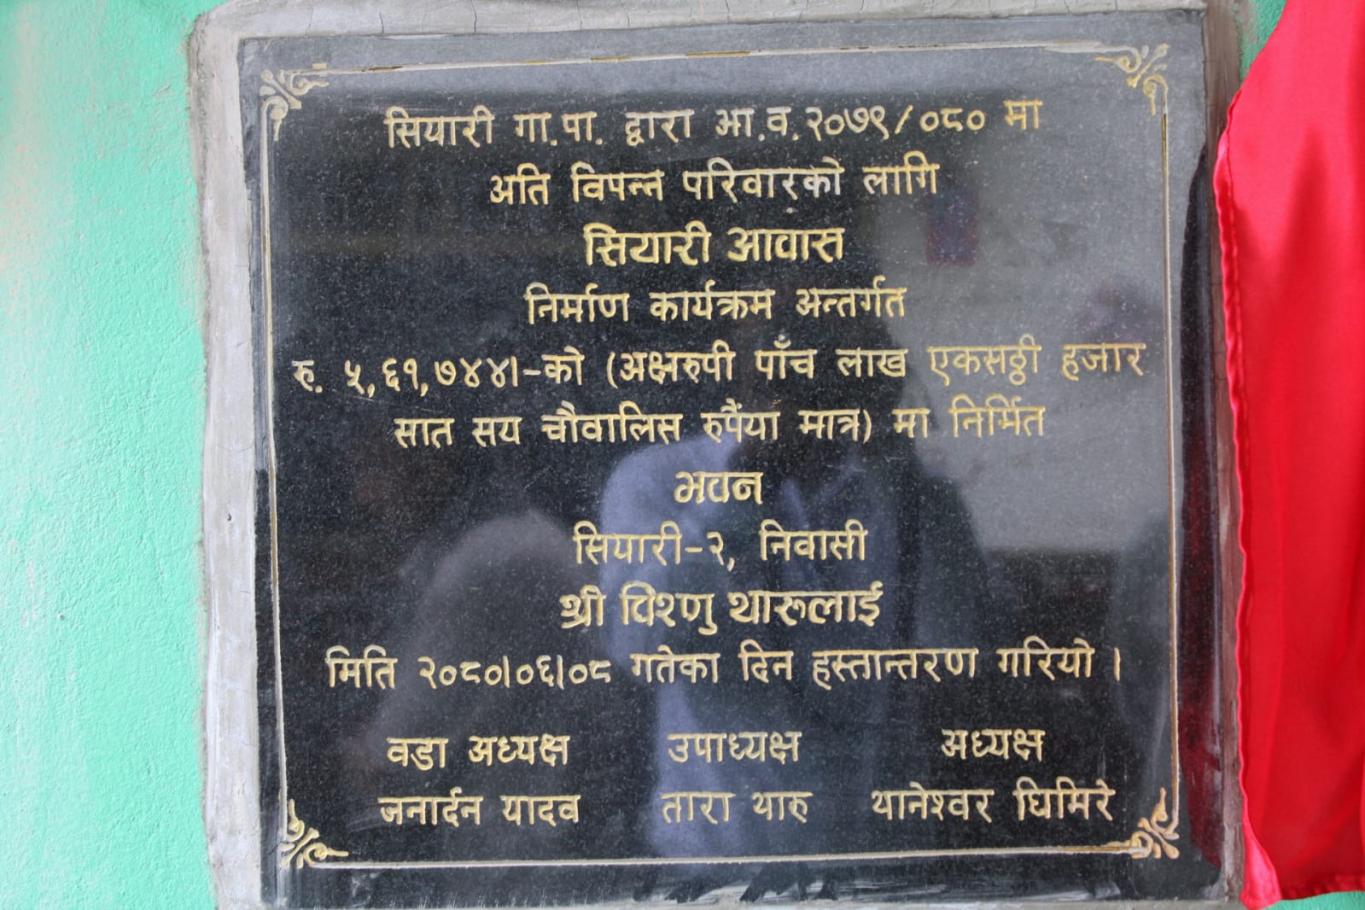 सियारी गा.पा. द्वारा आ.व.२०७९/०८० मा
अति विपन्न परिवारको लागि
सियारी आवास
निर्माण कार्यक्रम अन्तर्गत
रु. ५,६१,७४४।-को (अक्षरुपी पाँच लाख एकसठ्ठी हजार
सात सय चौवालिस रुपैंया मात्र) मा निर्मित
भवन
सियारी-२, निवासी
श्री विश्णु थारूलाई
मिति २०८०|०६|०८ गतेका दिन हस्तान्तरण गरियो ।
वडा अध्यक्ष उपाध्यक्ष अध्यक्ष
जनार्दन यादव तारा थारु थानेश्वर घिमिरे